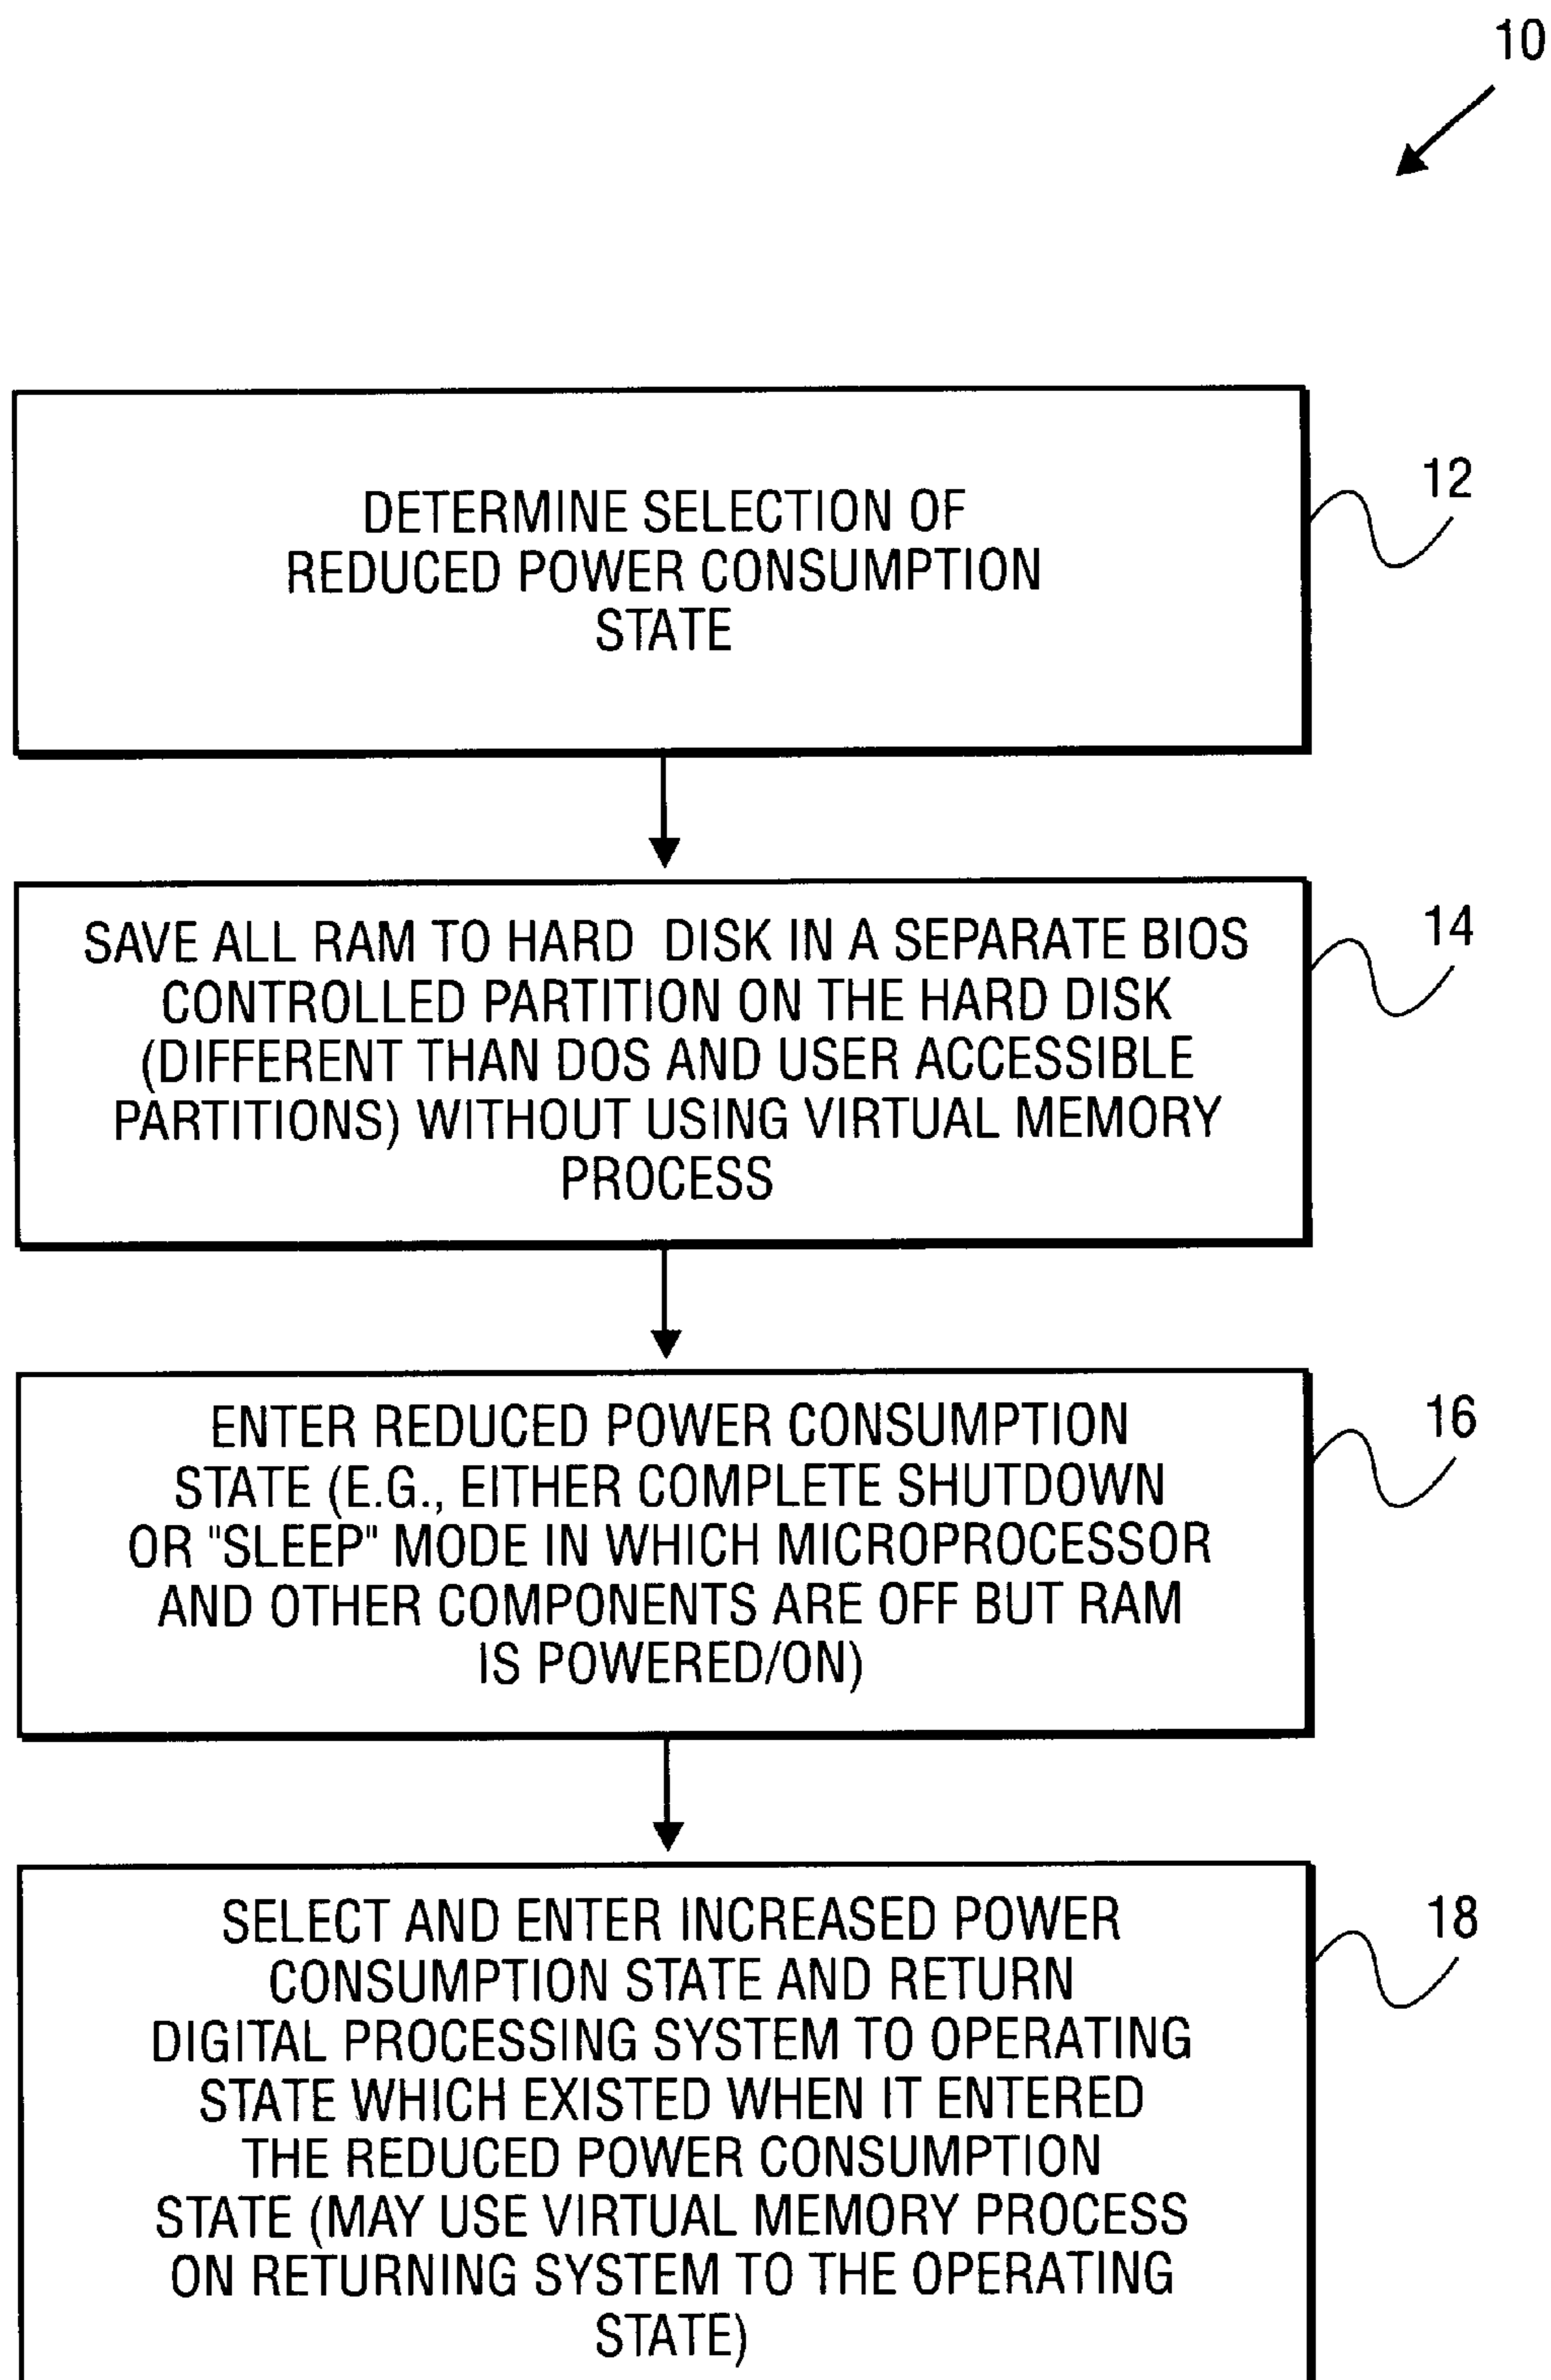 10
DETERMINE SELECTION OF
REDUCED POWER CONSUMPTION
STATE
12
SAVE ALL RAM TO HARD DISK IN A SEPARATE BIOS
CONTROLLED PARTITION ON THE HARD DISK
(DIFFERENT THAN DOS AND USER ACCESSIBLE
PARTITIONS) WITHOUT USING VIRTUAL MEMORY
PROCESS
14
ENTER REDUCED POWER CONSUMPTION
STATE (E.G., EITHER COMPLETE SHUTDOWN
OR "SLEEP" MODE IN WHICH MICROPROCESSOR
AND OTHER COMPONENTS ARE OFF BUT RAM
IS POWERED/ON)
16
SELECT AND ENTER INCREASED POWER
CONSUMPTION STATE AND RETURN
DIGITAL PROCESSING SYSTEM TO OPERATING
STATE WHICH EXISTED WHEN IT ENTERED
THE REDUCED POWER CONSUMPTION
STATE (MAY USE VIRTUAL MEMORY PROCESS
ON RETURNING SYSTEM TO THE OPERATING
STATE)
18